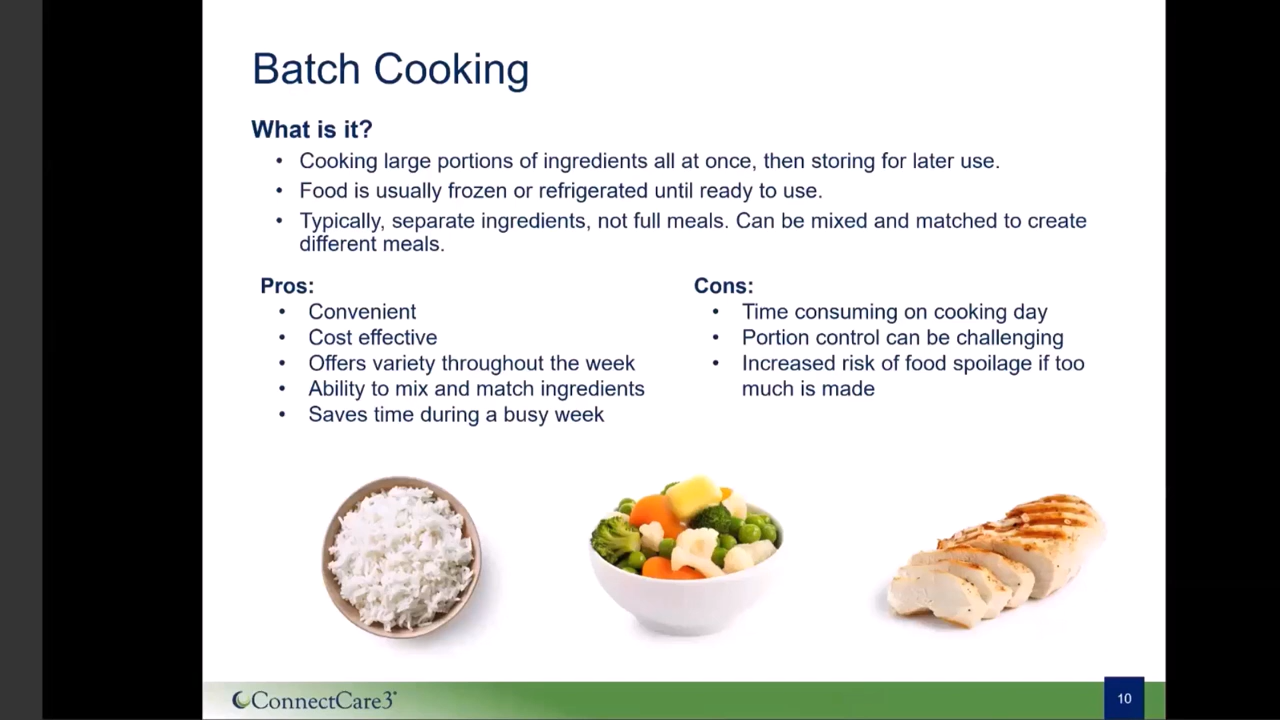 Batch Cooking
What is it?
• Cooking large portions of ingredients all at once, then storing for later use.
• Food is usually frozen or refrigerated until ready to use.
• Typically, separate ingredients, not full meals. Can be mixed and matched to create
different meals.
Pros:
• Convenient
• Cost effective
• Offers variety throughout the week
• Ability to mix and match ingredients
• Saves time during a busy week
Cons:
• Time consuming on cooking day
• Portion control can be challenging
• Increased risk of food spoilage if too
much is made
ConnectCare3
10